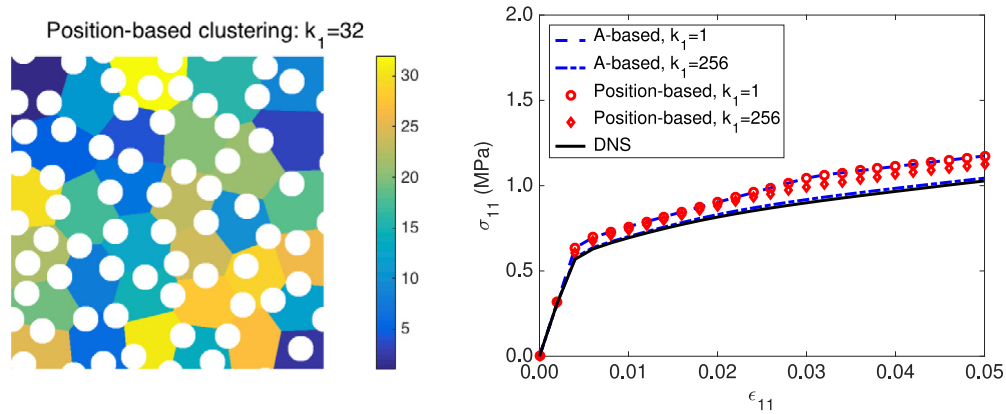 Position-based clustering: k1=32
30
25
20
15
10
5
2.0
1.5
1.0
0.5
0.0
σ11 (MPa)
A-based, k1=1
A-based, k1=256
Position-based, k1=1
Position-based, k1=256
DNS
0.00
0.01
0.02
0.03
0.04
0.05
ϵ11